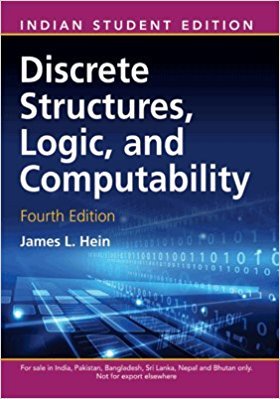 INDIAN STUDENT EDITION
Discrete
Structures,
Logic, and
Computability
Fourth Edition
James L. Hein
For sale in India, Pakistan, Bangladesh, Sri Lanka, Nepal and Bhutan only.
Not for export elsewhere